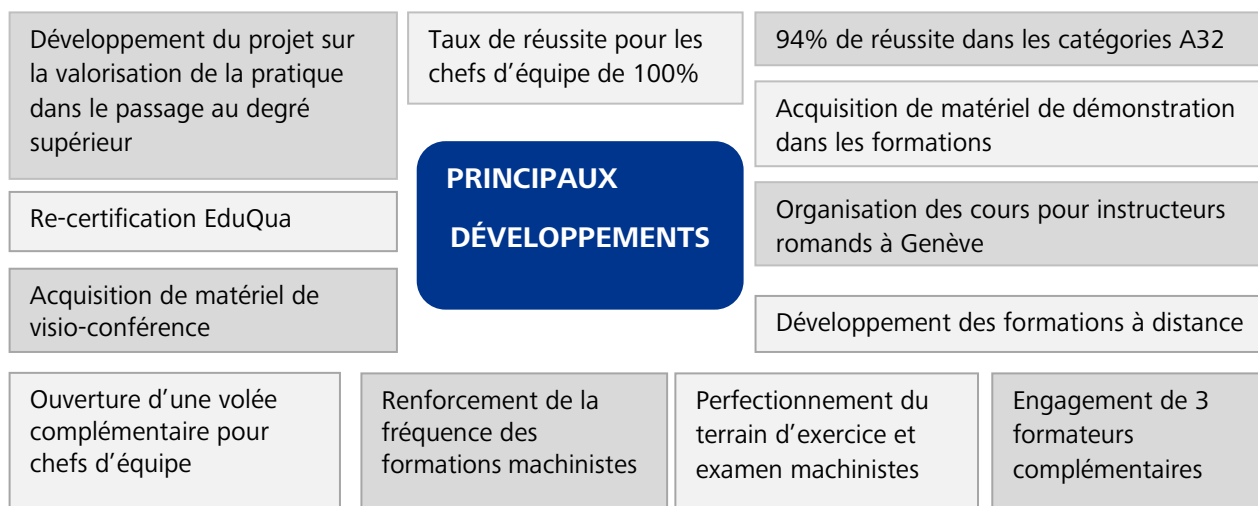 Développement du projet sur
la valorisation de la pratique
dans le passage au degré
supérieur
Taux de réussite pour les
chefs d’équipe de 100%
94% de réussite dans les catégories A32
Acquisition de matériel de démonstration
dans les formations
PRINCIPAUX
DÉVELOPPEMENTS
Re-certification EduQua
Organisation des cours pour instructeurs
romands à Genève
Acquisition de matériel de
visio-conférence
Développement des formations à distance
Ouverture d’une volée
complémentaire pour
chefs d’équipe
Renforcement de la
fréquence des
formations machinistes
Perfectionnement du
terrain d’exercice et
examen machinistes
Engagement de 3
formateurs
complémentaires